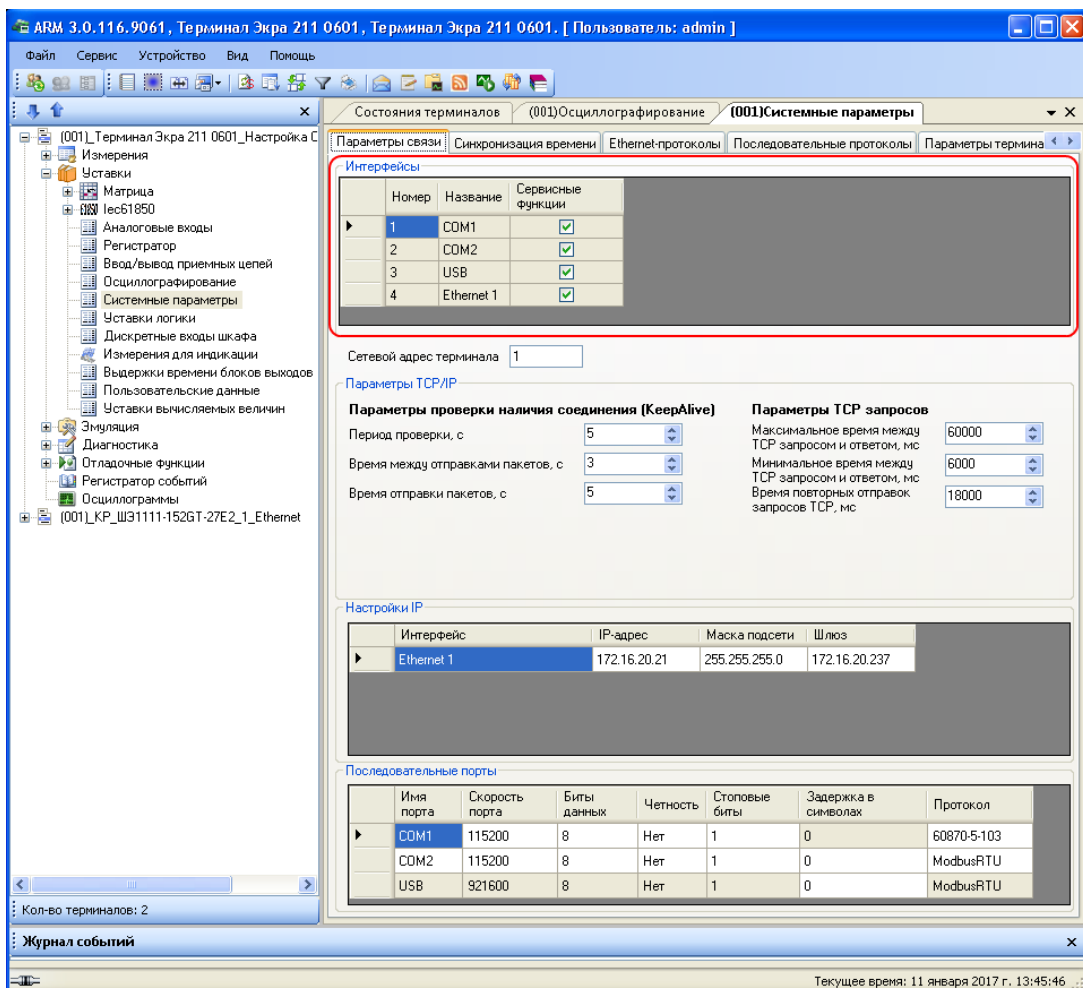 ARM 3.0.116.9061, Терминал Экра 211 0601, Терминал Экра 211 0601. [ Пользователь: admin ]
Файл Сервис Устройство Вид Помощь
Состояния терминалов (001)Осциллографирование (001)Системные параметры
(001)_Терминал Экра 211 0601_Настройка С
Измерения
Уставки
Матрица
Iec61850
Аналоговые входы
Регистратор
Ввод/вывод приемных цепей
Осциллографирование
Системные параметры
Уставки логики
Дискретные входы шкафа
Измерения для индикации
Выдержки времени блоков выходов
Пользовательские данные
Уставки вычисляемых величин
Эмуляция
Диагностика
Отладочные функции
Регистратор событий
Осциллограммы
(001)_КР_ШЭ1111-152GT-27E2_1_Ethernet
Кол-во терминалов: 2
Параметры связи Синхронизация времени Ethernet-протоколы Последовательные протоколы Параметры термина
Интерфейсы
Номер Название Сервисные функции
1 COM1
2 COM2
3 USB
4 Ethernet 1
Сетевой адрес терминала 1
Параметры TCP/IP
Параметры проверки наличия соединения (KeepAlive)
Период проверки, с 5
Время между отправками пакетов, с 3
Время отправки пакетов, с 5
Параметры TCP запросов
Максимальное время между
TCP запросом и ответом, мс 60000
Минимальное время между
TCP запросом и ответом, мс 6000
Время повторных отправок
запросов TCP, мс 18000
Настройки IP
Интерфейс IP-адрес Маска подсети Шлюз
Ethernet 1 172.16.20.21 255.255.255.0 172.16.20.237
Последовательные порты
Имя порта Скорость порта Биты данных Четность Стоповые биты Задержка в символах Протокол
COM1 115200 8 Нет 1 0 60870-5-103
COM2 115200 8 Нет 1 0 ModbusRTU
USB 921600 8 Нет 1 0 ModbusRTU
Журнал событий
Текущее время: 11 января 2017 г. 13:45:46